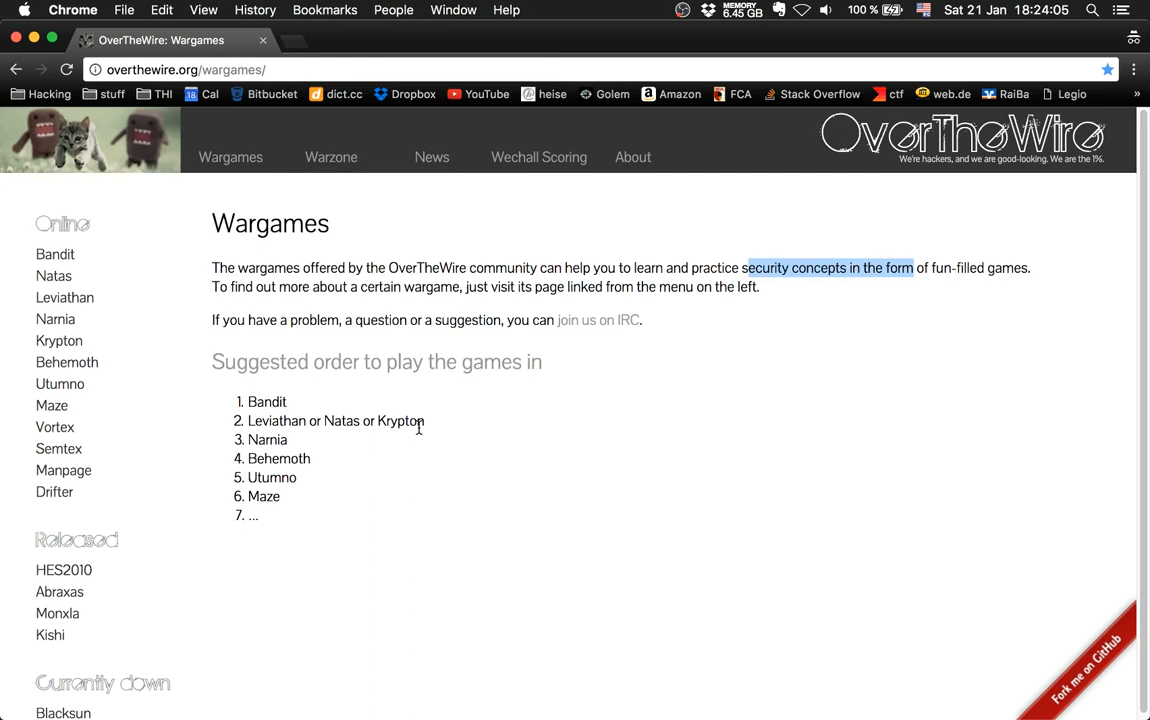 Chrome File Edit View History Bookmarks People Window Help MEMORY 6.45 GB 100 % Sat 21 Jan 18:24:05
OverTheWire: Wargames
overthewire.org/wargames/
Hacking stuff THI 18 Cal Bitbucket dict.cc Dropbox YouTube heise Golem Amazon FCA Stack Overflow ctf web.de RaiBa Legio »
OverTheWire
We're hackers, and we are good-looking. We are the 1%.
Wargames Warzone News Wechall Scoring About
Online
Bandit
Natas
Leviathan
Narnia
Krypton
Behemoth
Utumno
Maze
Vortex
Semtex
Manpage
Drifter
Released
HES2010
Abraxas
Monxla
Kishi
Currently down
Blacksun
Wargames
The wargames offered by the OverTheWire community can help you to learn and practice security concepts in the form of fun-filled games.
To find out more about a certain wargame, just visit its page linked from the menu on the left.
If you have a problem, a question or a suggestion, you can join us on IRC.
Suggested order to play the games in
1. Bandit
2. Leviathan or Natas or Krypton
3. Narnia
4. Behemoth
5. Utumno
6. Maze
7. ...
Fork me on GitHub